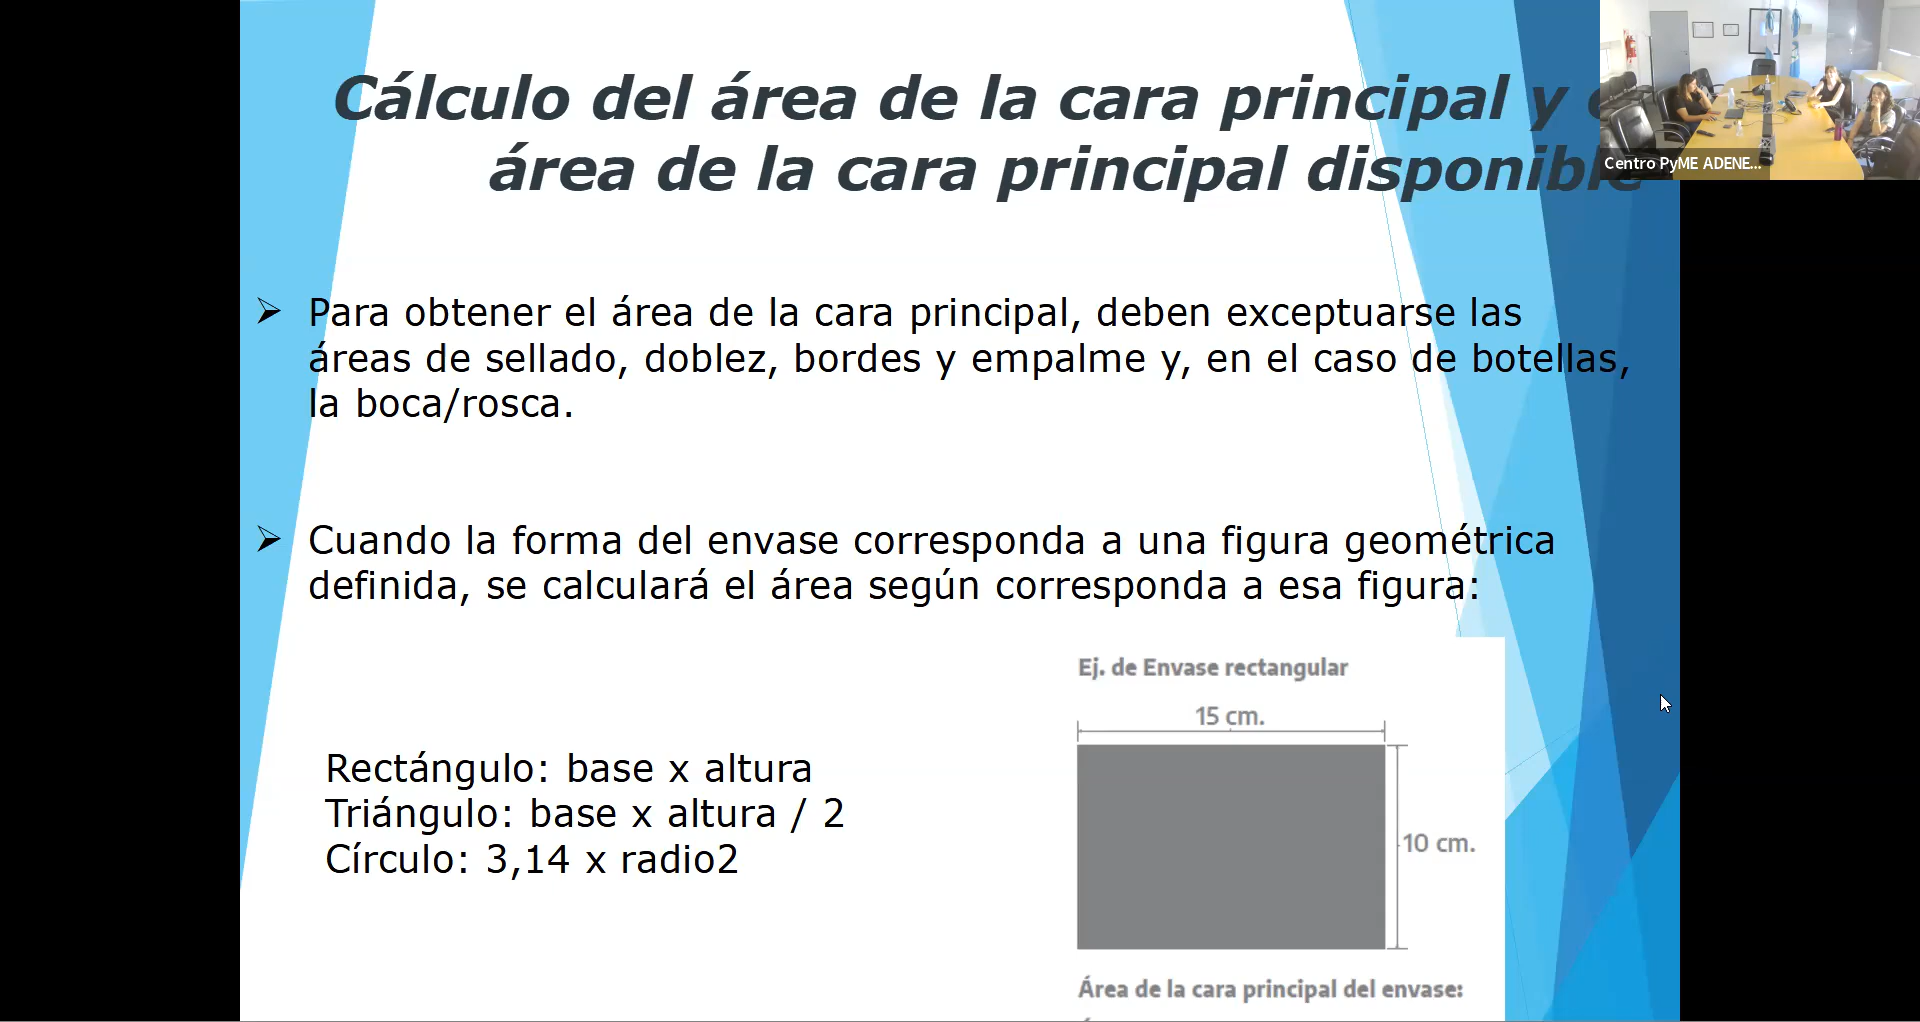 Cálculo del área de la cara principal y
área de la cara principal disponible
Centro PyME ADENE...
➢ Para obtener el área de la cara principal, deben exceptuarse las
áreas de sellado, doblez, bordes y empalme y, en el caso de botellas,
la boca/rosca.
➢ Cuando la forma del envase corresponda a una figura geométrica
definida, se calculará el área según corresponda a esa figura:
Rectángulo: base x altura
Triángulo: base x altura / 2
Círculo: 3,14 x radio2
Ej. de Envase rectangular
15 cm.
10 cm.
Área de la cara principal del envase: